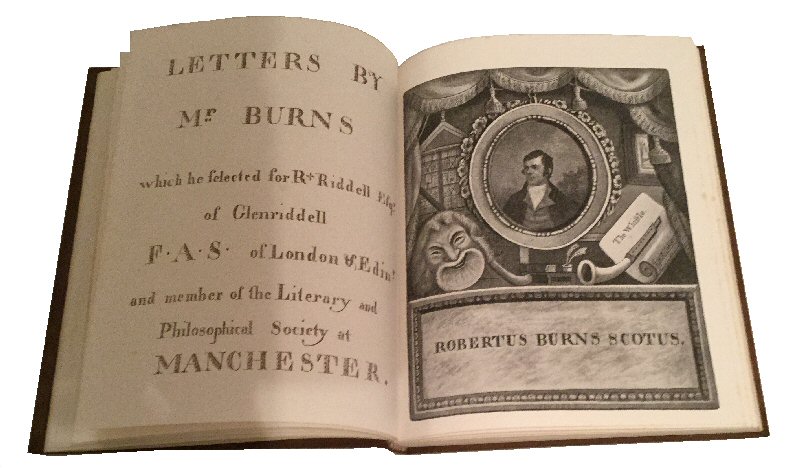 LETTERS BY
Mr. BURNS
which he ſelected for Rt Riddell Eſqr.
of Glenriddell
F.A.S. of London & Edinr
and member of the Literary and
Philosophical Society at
MANCHESTER.
The Whistle.
ROBERTUS BURNS SCOTUS.